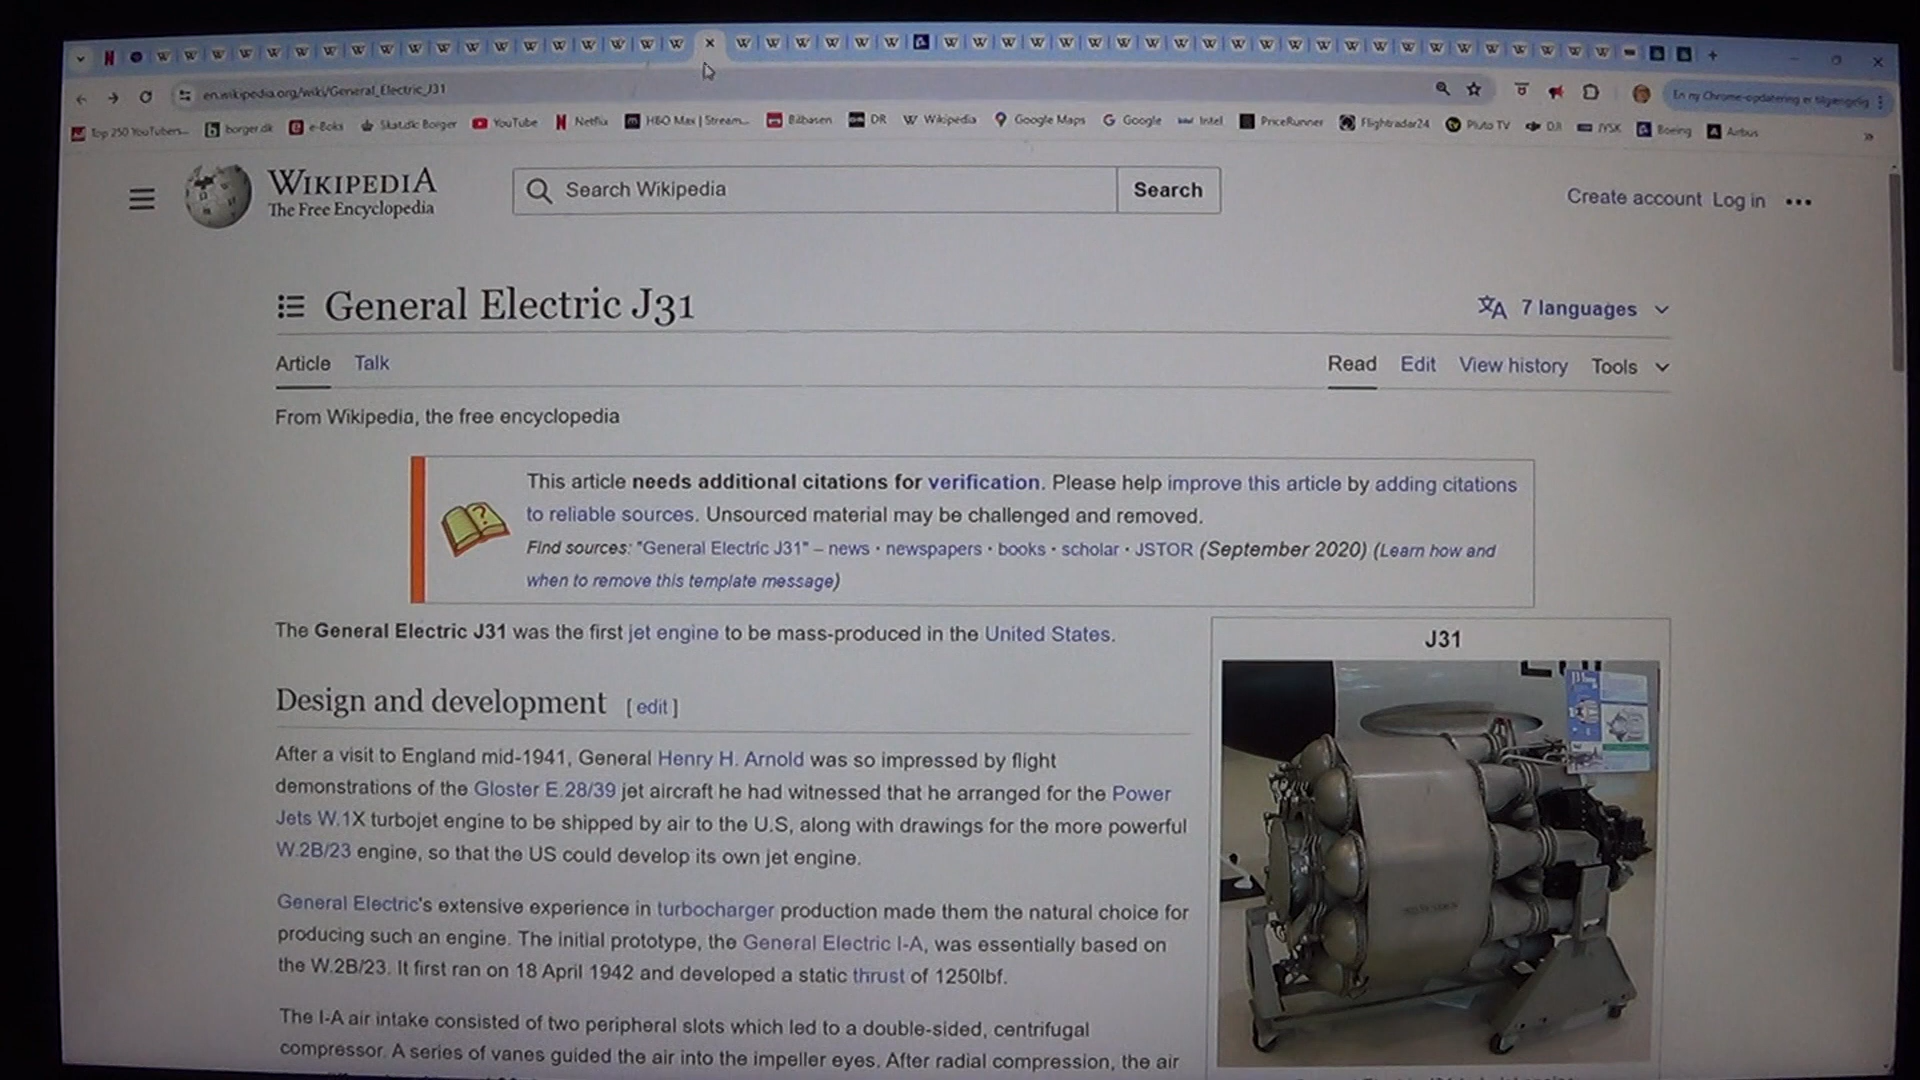 en.wikipedia.org/wiki/General_Electric_J31
En ny Chrome-opdatering er tilgængelig
Top 250 YouTubers... borger.dk e-Boks Skat.dk: Borger YouTube Netflix HBO Max | Stream... Bilbasen DR Wikipedia Google Maps Google Intel PriceRunner Flightradar24 Pluto TV DJI JYSK Boeing Airbus
WIKIPEDIA
The Free Encyclopedia
Search Wikipedia
Search
Create account Log in
General Electric J31
7 languages
Article Talk
Read Edit View history Tools
From Wikipedia, the free encyclopedia
This article needs additional citations for verification. Please help improve this article by adding citations
to reliable sources. Unsourced material may be challenged and removed.
Find sources: "General Electric J31" – news · newspapers · books · scholar · JSTOR (September 2020) (Learn how and
when to remove this template message)
The General Electric J31 was the first jet engine to be mass-produced in the United States.
J31
Design and development [ edit ]
After a visit to England mid-1941, General Henry H. Arnold was so impressed by flight
demonstrations of the Gloster E.28/39 jet aircraft he had witnessed that he arranged for the Power
Jets W.1X turbojet engine to be shipped by air to the U.S, along with drawings for the more powerful
W.2B/23 engine, so that the US could develop its own jet engine.
General Electric's extensive experience in turbocharger production made them the natural choice for
producing such an engine. The initial prototype, the General Electric I-A, was essentially based on
the W.2B/23. It first ran on 18 April 1942 and developed a static thrust of 1250lbf.
The I-A air intake consisted of two peripheral slots which led to a double-sided, centrifugal
compressor. A series of vanes guided the air into the impeller eyes. After radial compression, the air